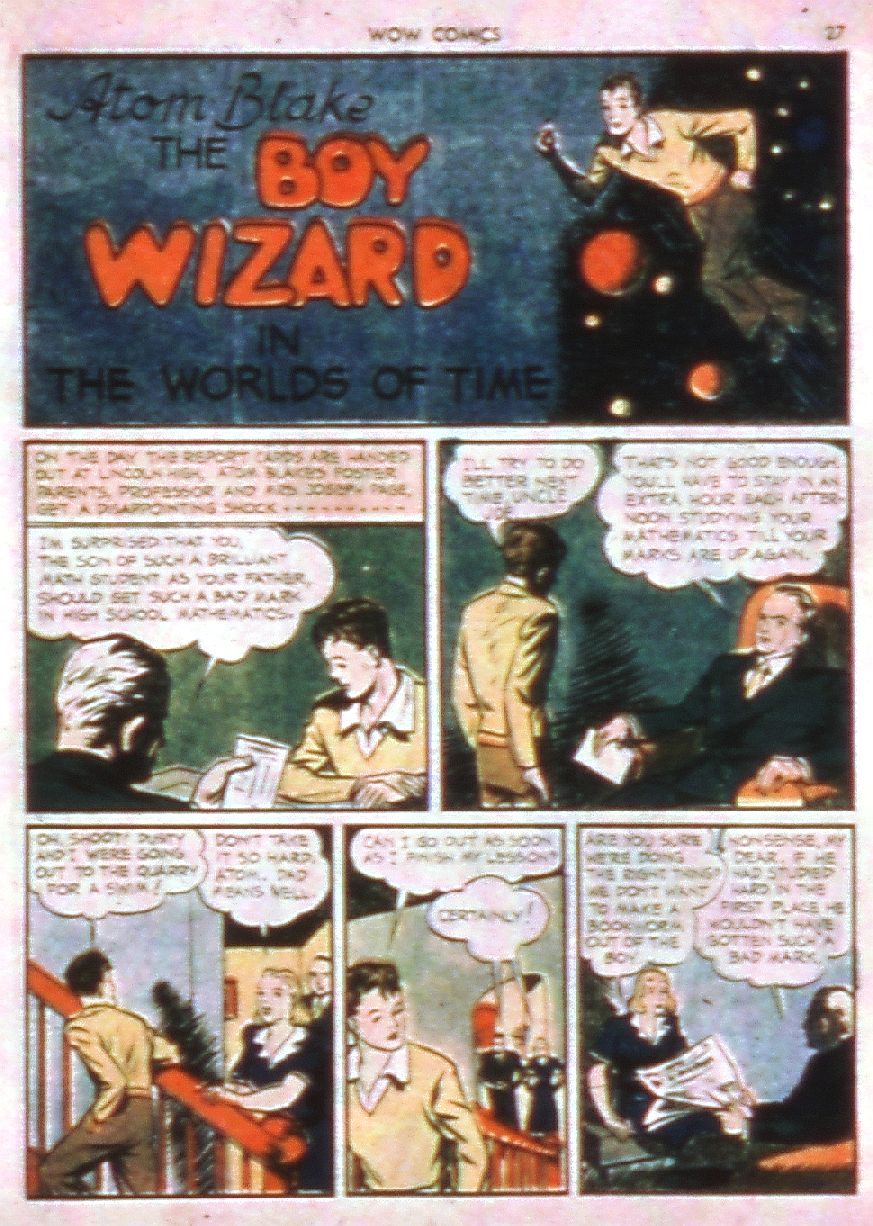 WOW COMICS
27
Atom Blake
THE BOY
WIZARD
IN
THE WORLDS OF TIME
ON THE DAY THE REPORT CARDS ARE HANDED
OUT AT LINCOLN HIGH, ATOM BLAKE'S FOSTER
PARENTS, PROFESSOR AND MRS. JOSEPH PAGE,
GET A DISAPPOINTING SHOCK
I'M SURPRISED THAT YOU,
THE SON OF SUCH A BRILLIANT
MATH STUDENT AS YOUR FATHER,
SHOULD GET SUCH A BAD MARK
IN HIGH SCHOOL MATHEMATICS.
I'LL TRY TO DO
BETTER NEXT
TIME, UNCLE
JOE
THAT'S NOT GOOD ENOUGH.
YOU'LL HAVE TO STAY IN AN
EXTRA HOUR EACH AFTER-
NOON STUDYING YOUR
MATHEMATICS TILL YOUR
MARKS ARE UP AGAIN.
OH, SHOOT!
AND I WERE GOING
OUT TO THE QUARRY
FOR A SWIM!
DON'T TAKE
IT SO HARD,
ATOM. DAD
MEANS WELL.
CAN I GO OUT AS SOON
AS I FINISH MY LESSON?
CERTAINLY!
ARE YOU SURE
WE'RE DOING
THE RIGHT THING?
WE DON'T WANT
TO MAKE A
BOOKWORM
OUT OF THE
BOY
NONSENSE, MY
DEAR. IF HE
HAD STUDIED
HARD IN THE
FIRST PLACE HE
WOULDN'T HAVE
GOTTEN SUCH A
BAD MARK.